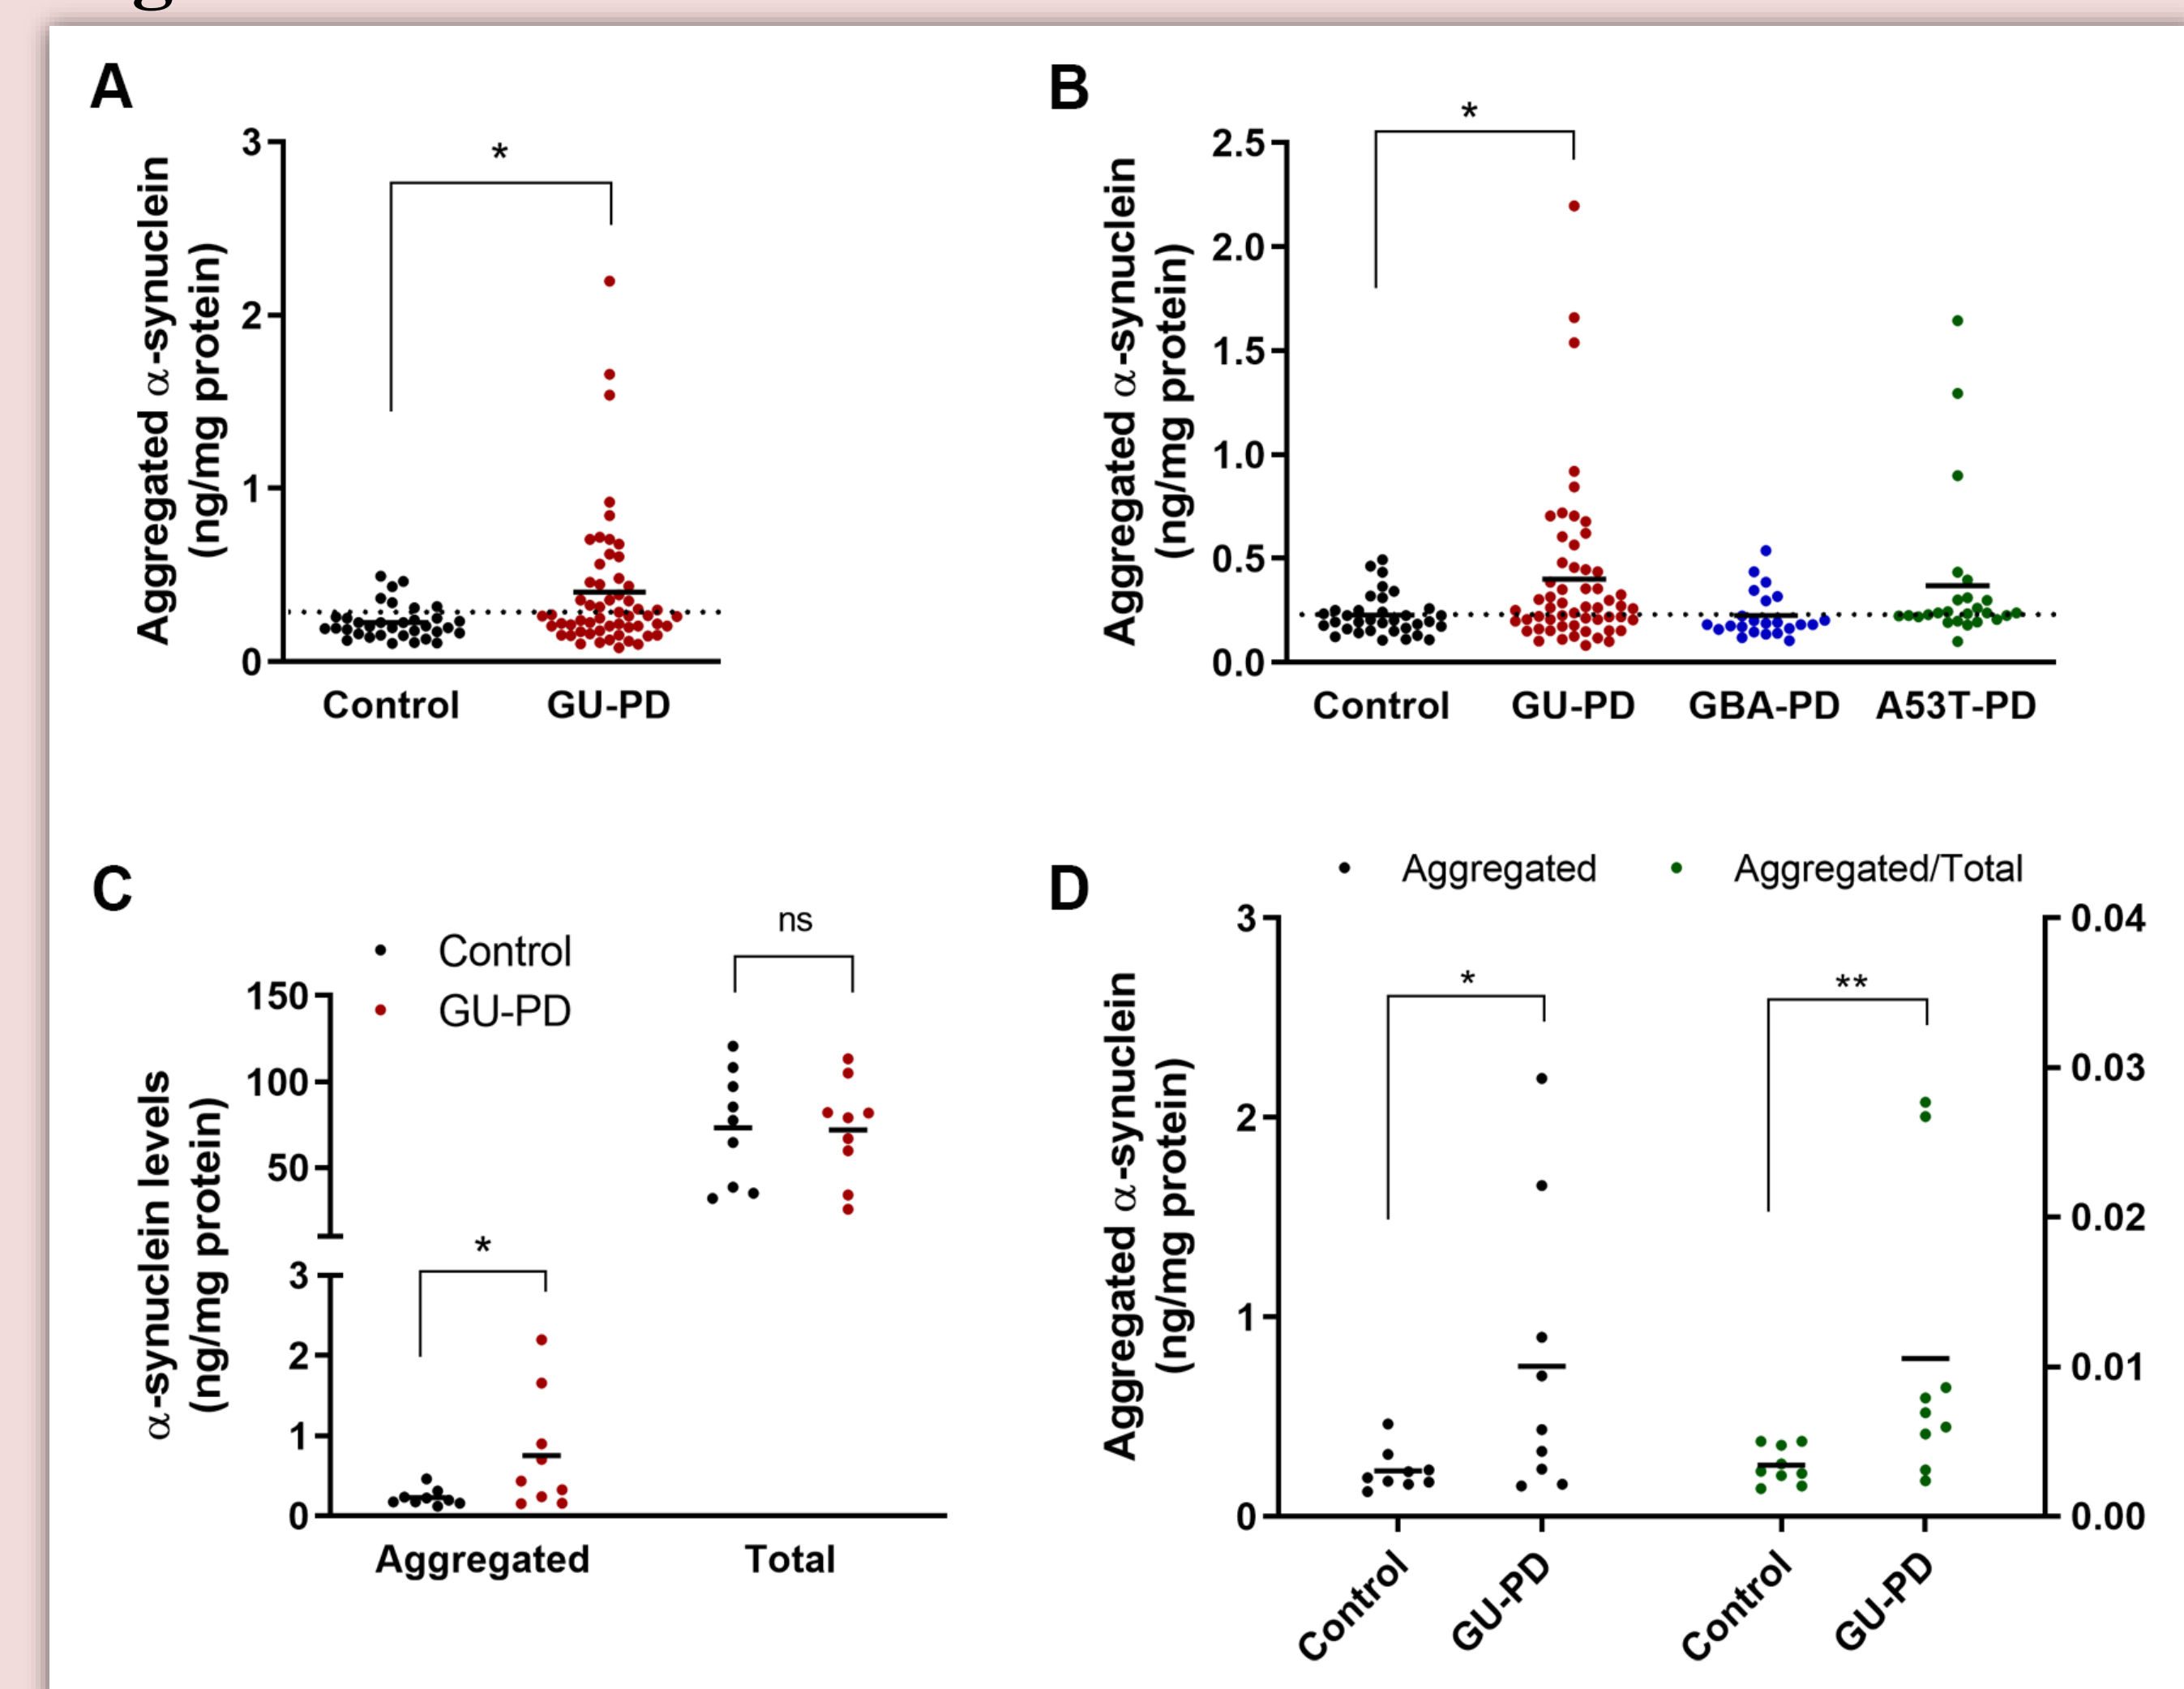 A
Aggregated α-synuclein
(ng/mg protein)
3
2
1
0
*
Control
GU-PD
B
Aggregated α-synuclein
(ng/mg protein)
2.5
2.0
1.5
1.0
0.5
0.0
*
Control
GU-PD
GBA-PD
A53T-PD
C
α-synuclein levels
(ng/mg protein)
Control
GU-PD
150
100
50
3
2
1
0
*
ns
Aggregated
Total
D
Aggregated
Aggregated/Total
Aggregated α-synuclein
(ng/mg protein)
3
2
1
0
*
**
0.04
0.03
0.02
0.01
0.00
Control
GU-PD
Control
GU-PD